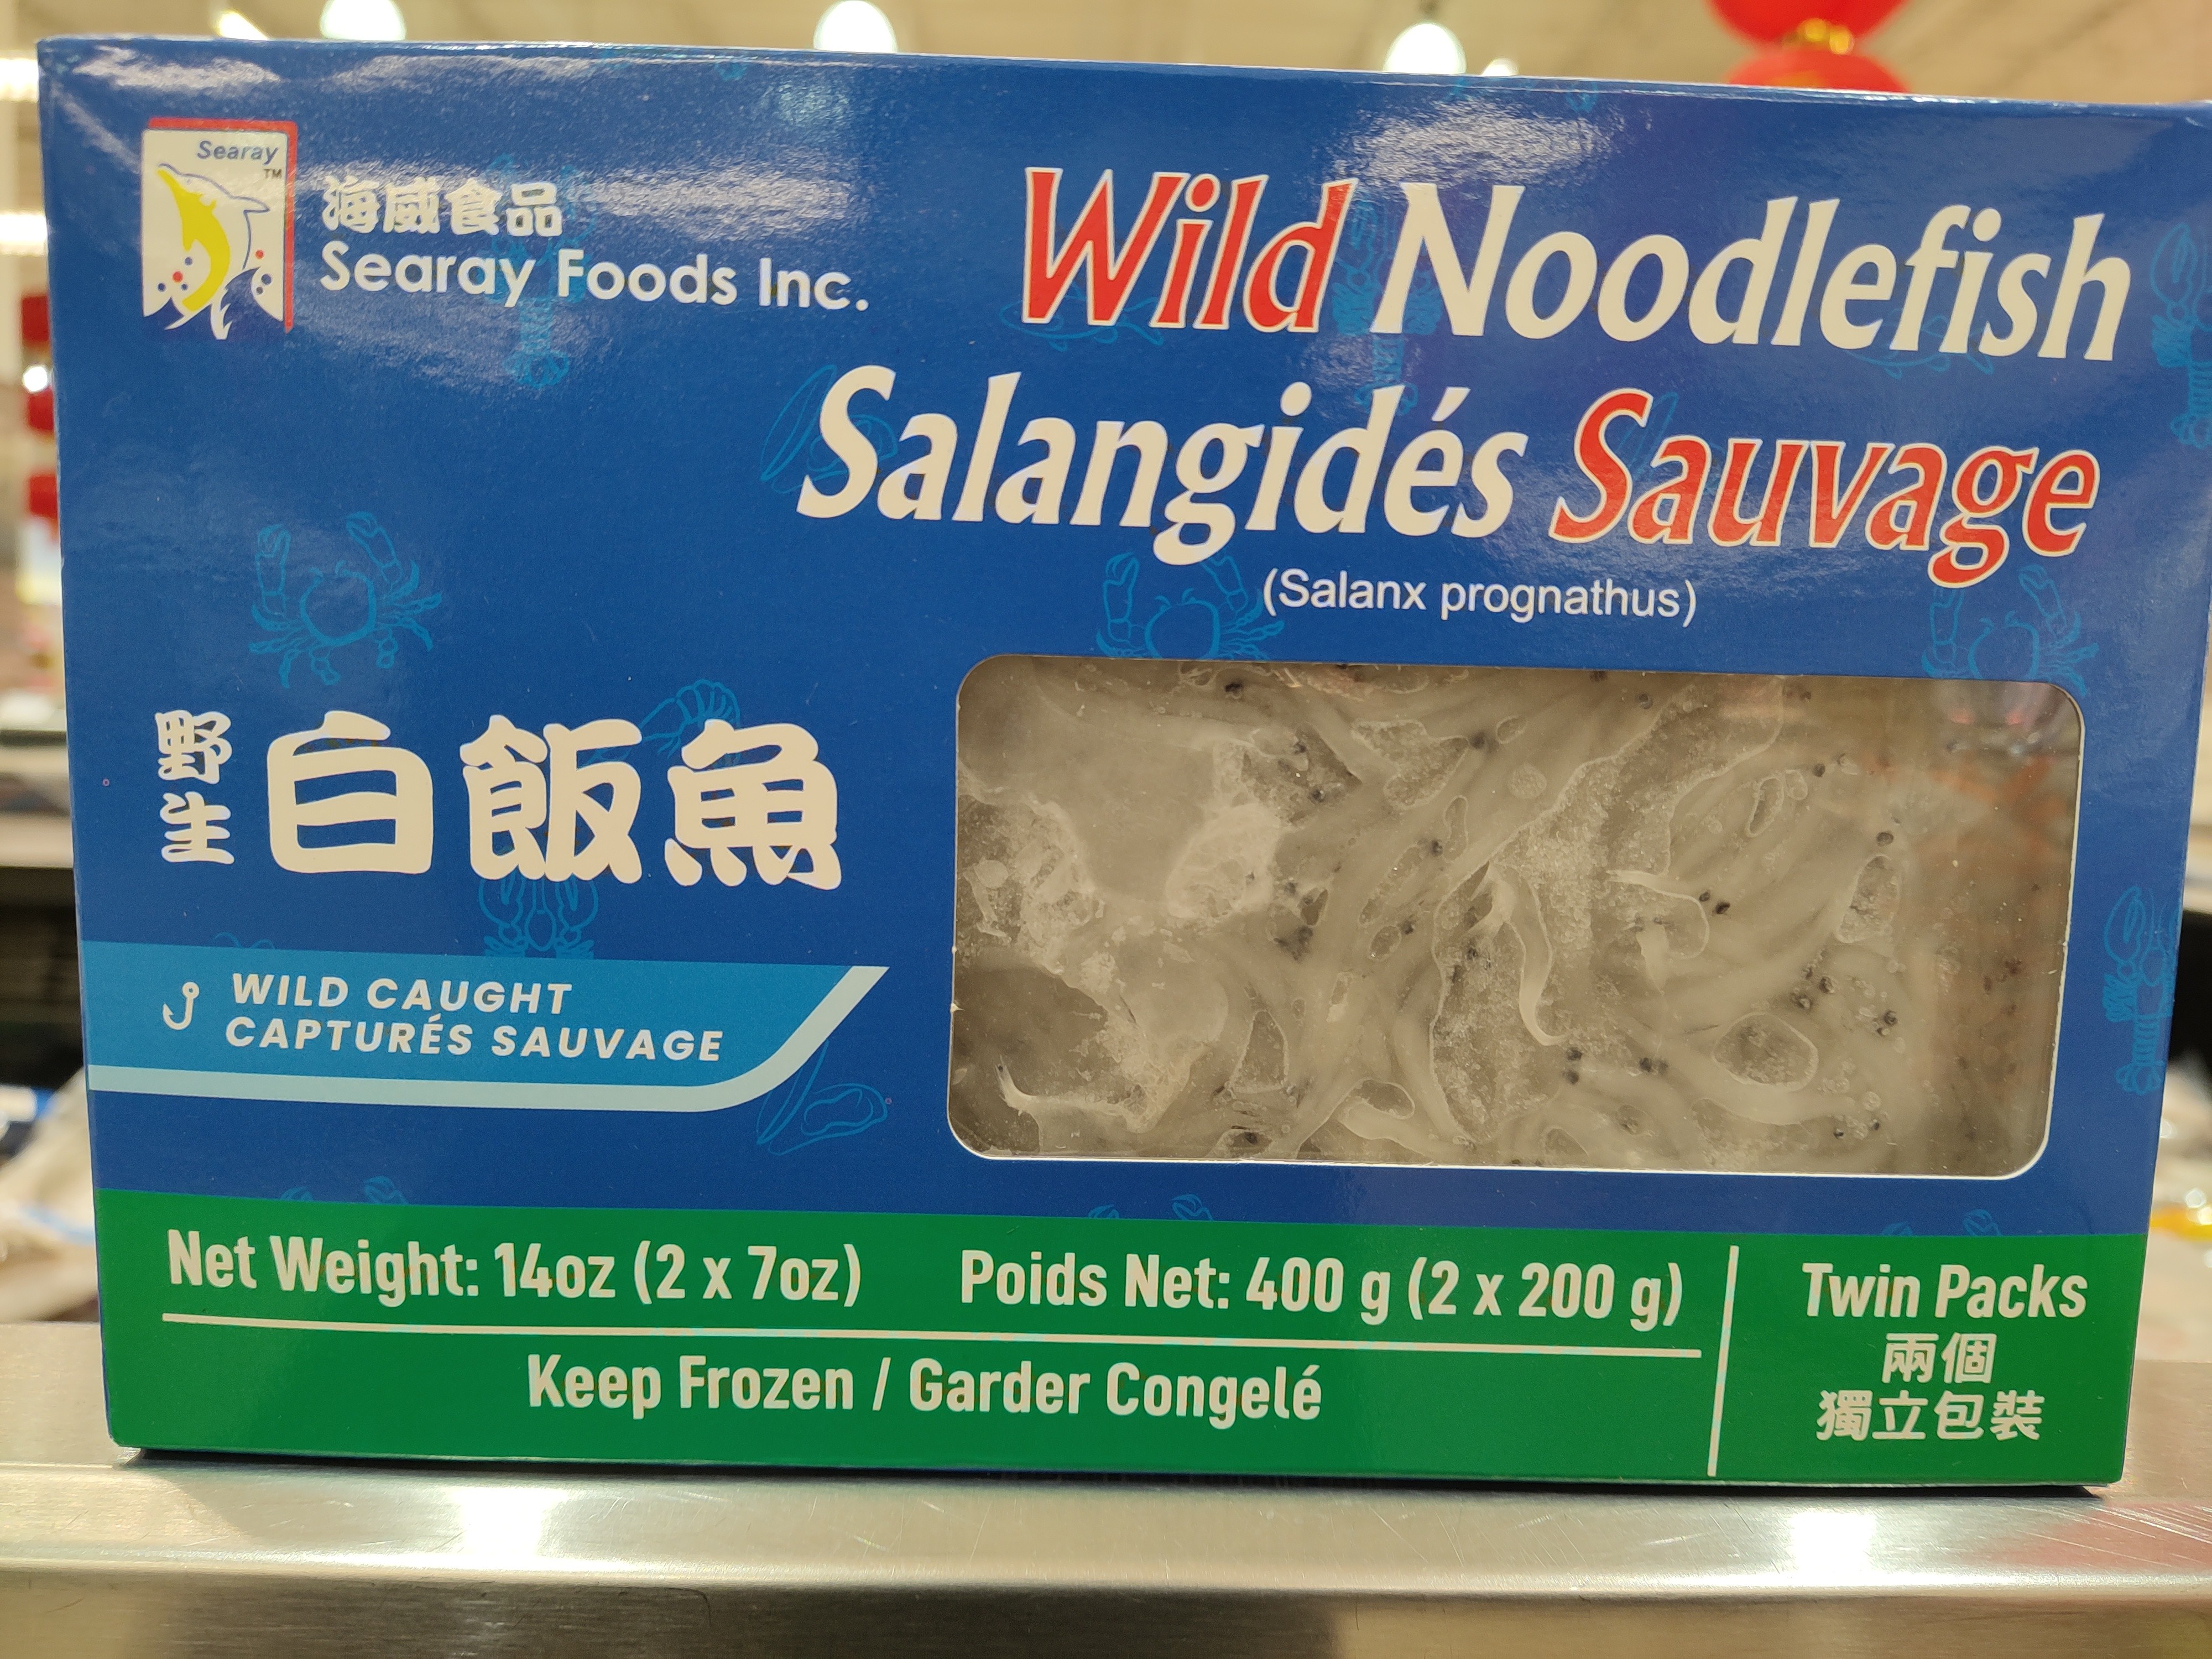 Searay
TM
海威食品
Searay Foods Inc.
Wild Noodlefish
Salangidés Sauvage
(Salanx prognathus)
野生
白飯魚
WILD CAUGHT
CAPTURÉS SAUVAGE
Net Weight: 14oz (2 x 7oz)
Poids Net: 400 g (2 x 200 g)
Keep Frozen / Garder Congelé
Twin Packs
兩個
獨立包裝